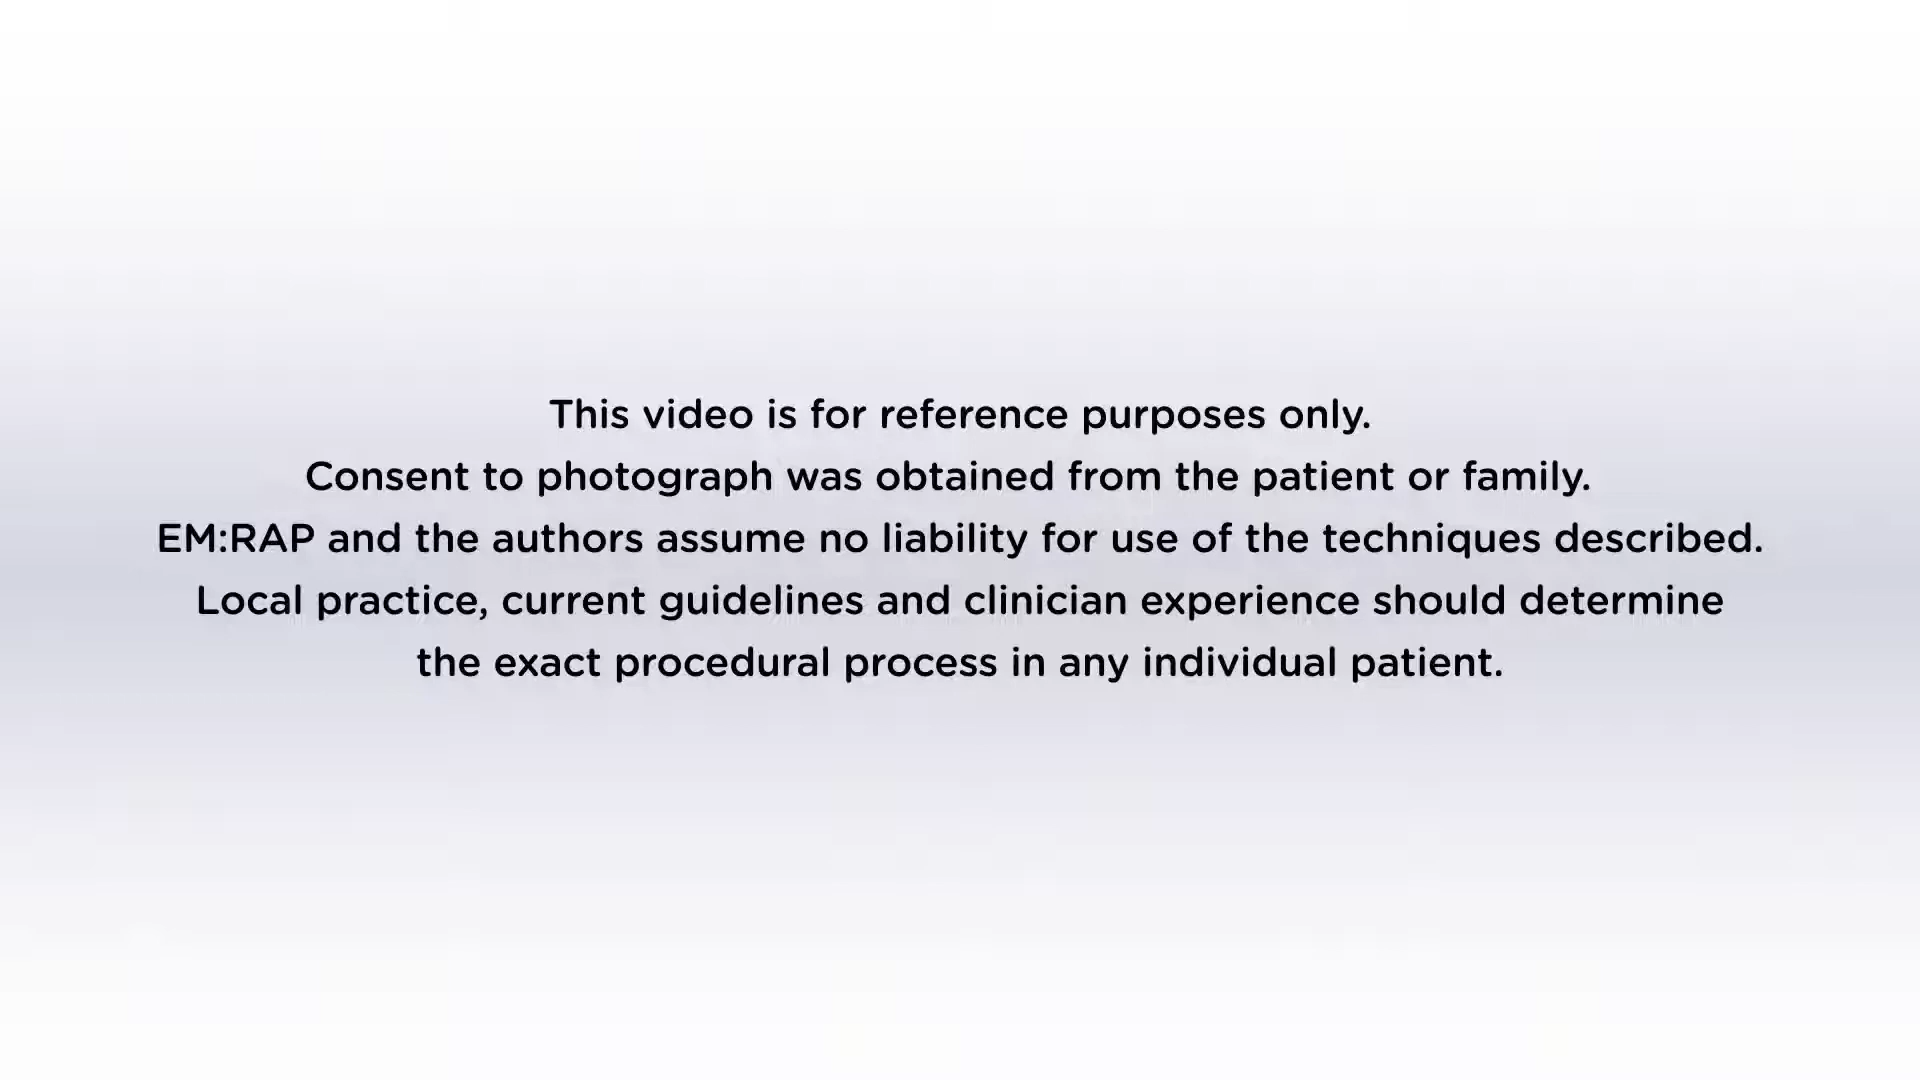 This video is for reference purposes only.
Consent to photograph was obtained from the patient or family.
EM:RAP and the authors assume no liability for use of the techniques described.
Local practice, current guidelines and clinician experience should determine
the exact procedural process in any individual patient.